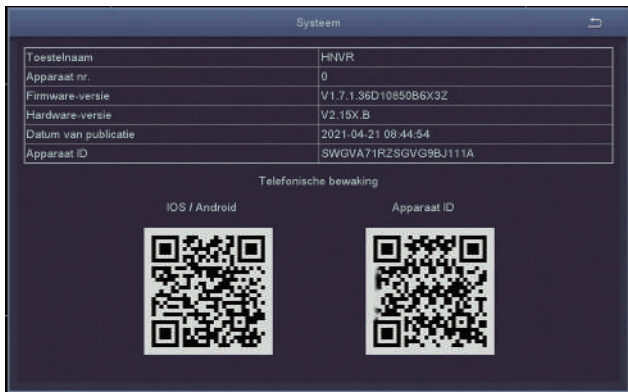 Systeem
Toestelnaam HNVR
Apparaat nr. 0
Firmware-versie V1.7.1.36D10850B6X3Z
Hardware-versie V2.15X.B
Datum van publicatie 2021-04-21 08:44:54
Apparaat ID SWGVA71RZSGVG9BJ111A
Telefonische bewaking
IOS / Android Apparaat ID